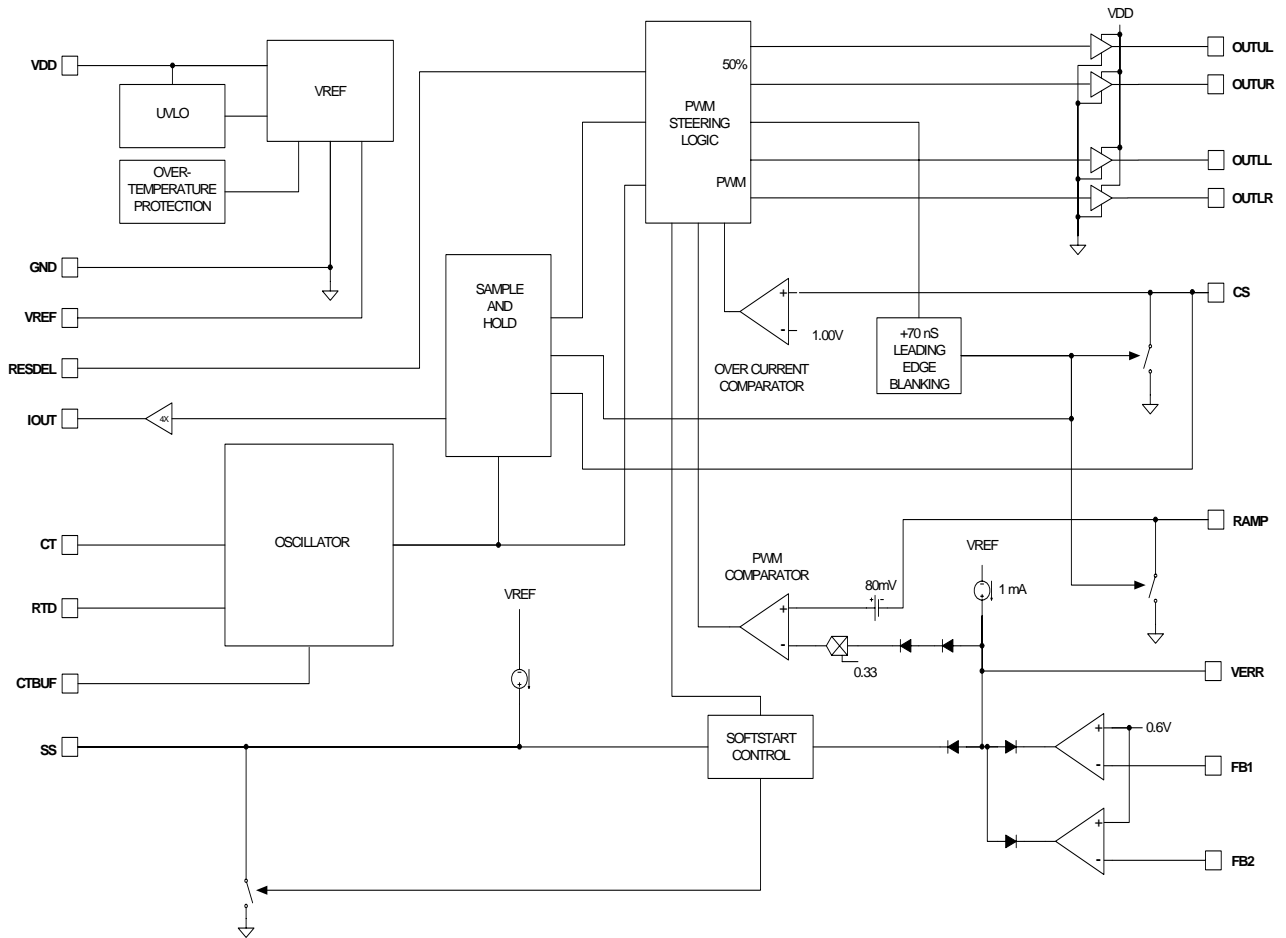 VDD
VDD
OUTUL
50%
VREF
UVLO
OUTUR
PWM
STEERING
LOGIC
OVER-
TEMPERATURE
PROTECTION
OUTLL
PWM
OUTLR
GND
SAMPLE
AND
HOLD
+
CS
VREF
-
1.00V
+70 nS
LEADING
EDGE
BLANKING
RESDEL
OVER CURRENT
COMPARATOR
IOUT
4X
RAMP
CT
OSCILLATOR
VREF
PWM
COMPARATOR
80mV
+
-
1 mA
VREF
RTD
+
-
0.33
VERR
CTBUF
-
+
SS
SOFTSTART
CONTROL
+
0.6V
-
FB1
+
-
FB2